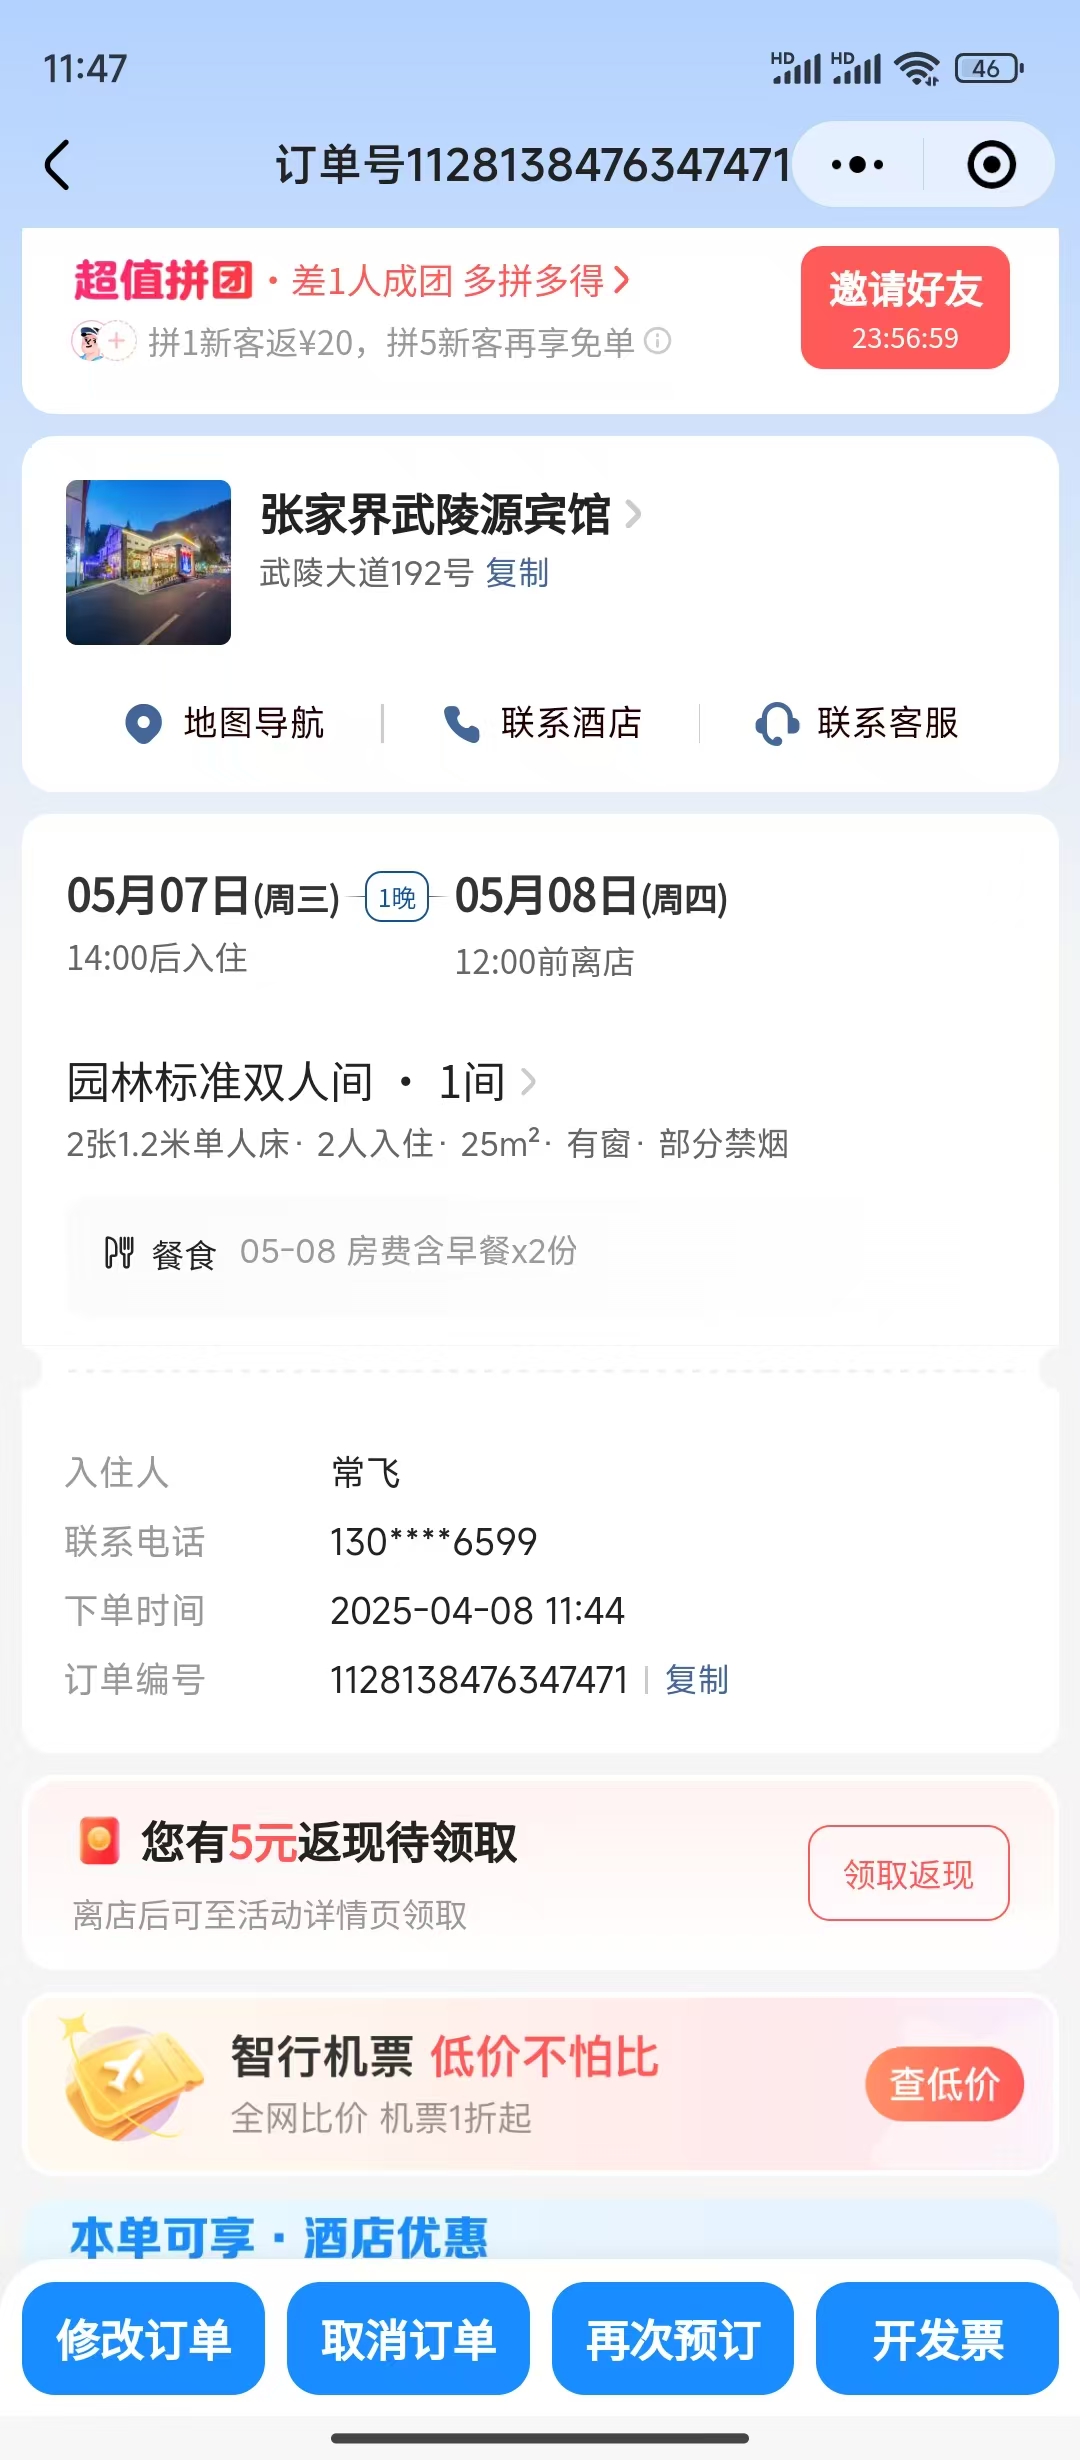 11:47
HD HD 46
订单号1128138476347471
超值拼团·差1人成团 多拼多得
邀请好友
拼1新客返¥20，拼5新客再享免单
23:56:59
张家界武陵源宾馆
武陵大道192号 复制
地图导航 联系酒店 联系客服
05月07日(周三) 1晚 05月08日(周四)
14:00后入住 12:00前离店
园林标准双人间 · 1间
2张1.2米单人床· 2人入住· 25m²· 有窗· 部分禁烟
餐食 05-08 房费含早餐x2份
入住人 常飞
联系电话 130****6599
下单时间 2025-04-08 11:44
订单编号 1128138476347471 | 复制
您有5元返现待领取
领取返现
离店后可至活动详情页领取
智行机票 低价不怕比
查低价
全网比价 机票1折起
本单可享·酒店优惠
修改订单 取消订单 再次预订 开发票